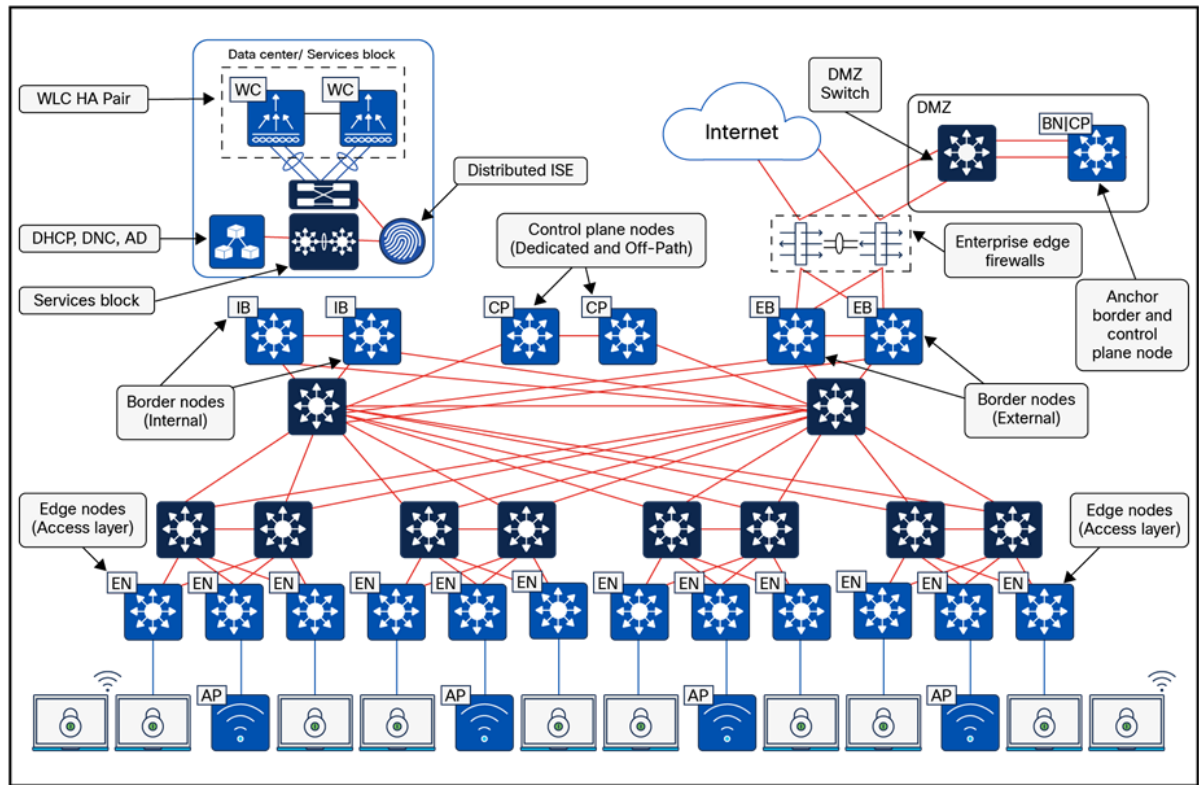 Data center/ Services block
WLC HA Pair
WC
WC
Distributed ISE
DHCP, DNC, AD
Services block
Internet
DMZ
Switch
DMZ
BN|CP
Control plane nodes
(Dedicated and Off-Path)
Enterprise edge
firewalls
Anchor
border and
control
plane node
IB
IB
CP
CP
EB
EB
Border nodes
(Internal)
Border nodes
(External)
Edge nodes
(Access layer)
Edge nodes
(Access layer)
EN
EN
EN
EN
EN
EN
EN
EN
EN
EN
EN
EN
AP
AP
AP
AP